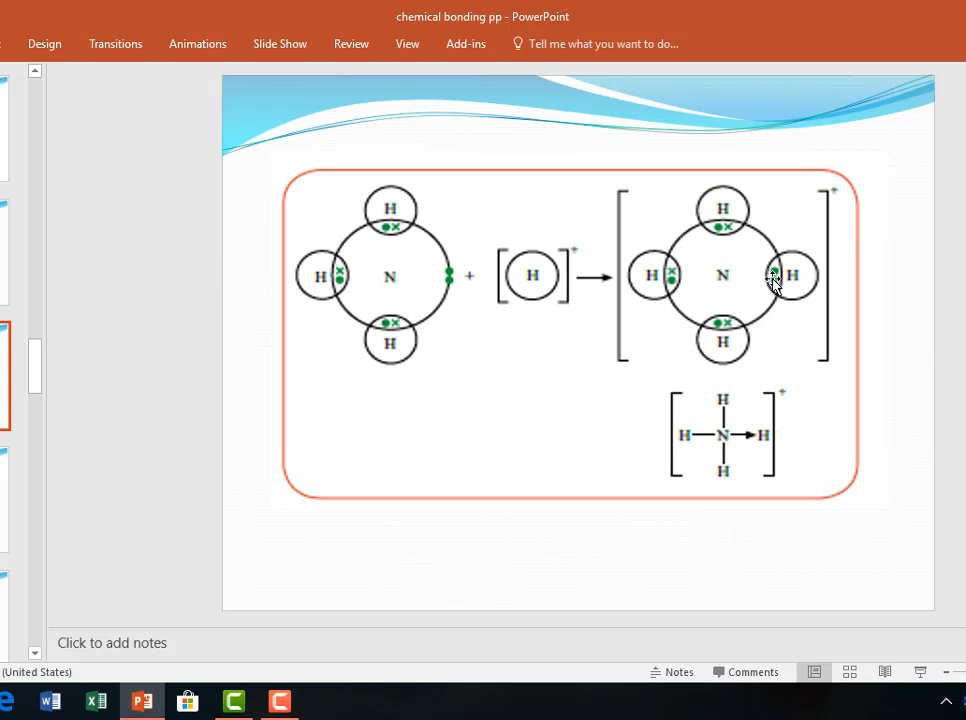 chemical bonding pp - PowerPoint
Design Transitions Animations Slide Show Review View Add-ins Tell me what you want to do...
H H
H N + [H]+ H N H +
H H
H +
H N H
H
Click to add notes
(United States) Notes Comments